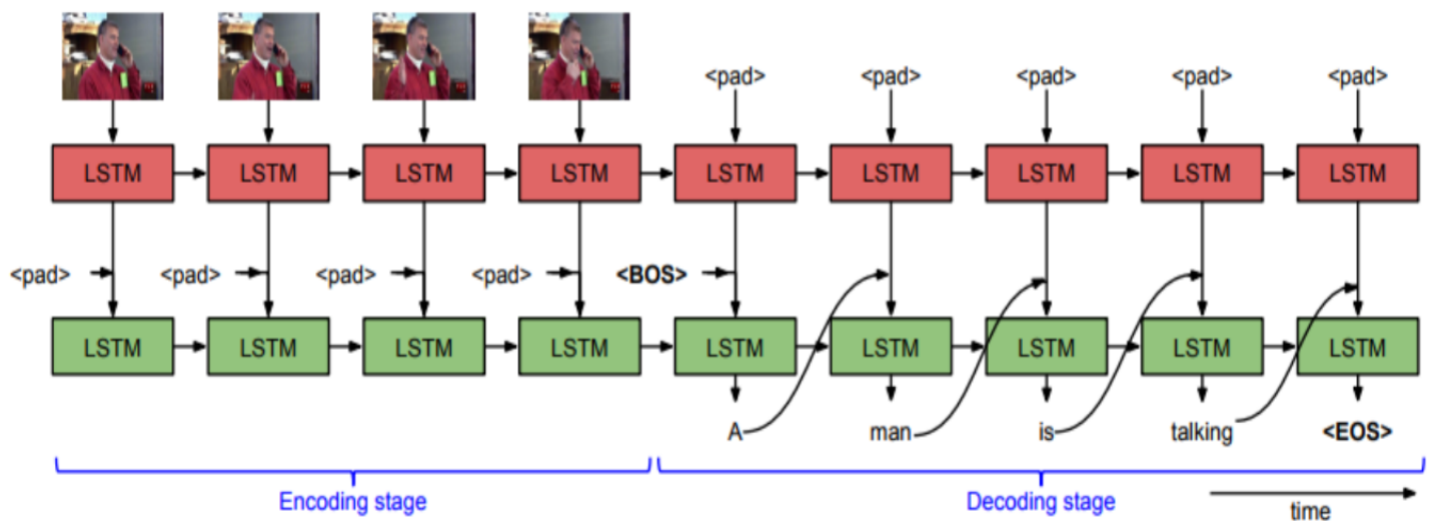 <pad> <pad> <pad> <pad> <pad>
LSTM LSTM LSTM LSTM LSTM LSTM LSTM LSTM LSTM
<pad> <pad> <pad> <pad> <BOS>
LSTM LSTM LSTM LSTM LSTM LSTM LSTM LSTM LSTM
A man is talking <EOS>
Encoding stage Decoding stage
time